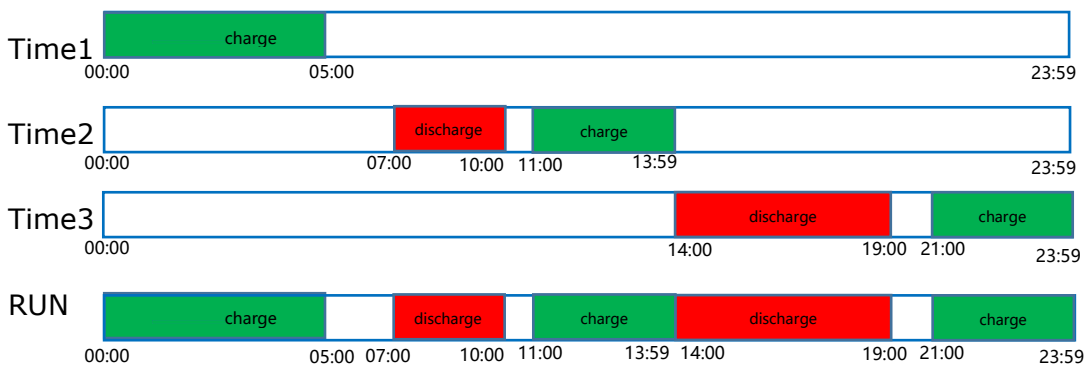 Time1
charge
00:00 05:00 23:59
Time2
discharge charge
00:00 07:00 10:00 11:00 13:59 23:59
Time3
discharge charge
00:00 14:00 19:00 21:00 23:59
RUN
charge discharge charge discharge charge
00:00 05:00 07:00 10:00 11:00 13:59 14:00 19:00 21:00 23:59